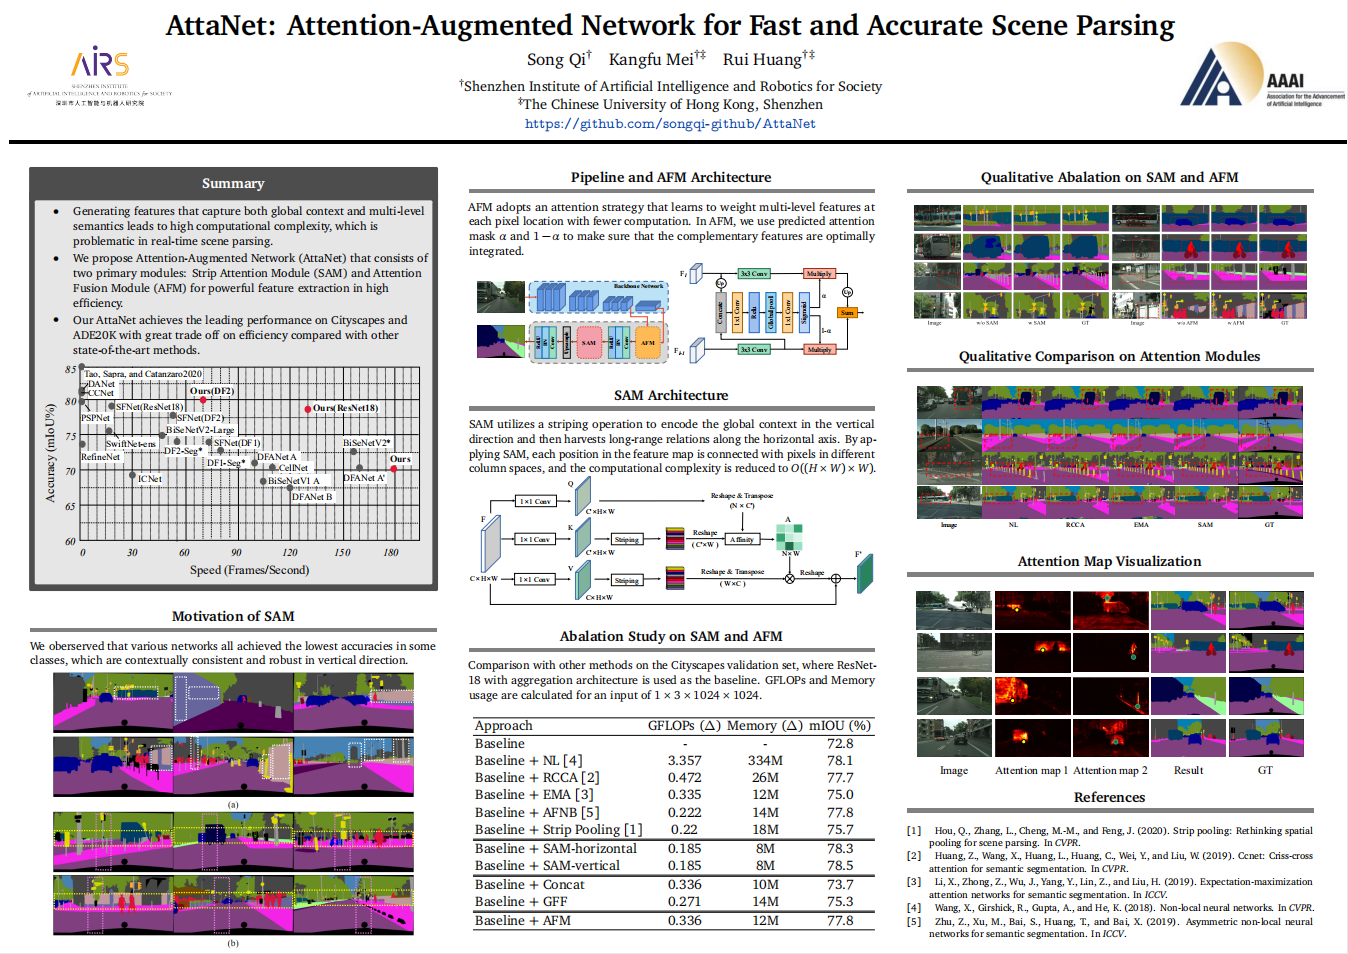 AttaNet: Attention-Augmented Network for Fast and Accurate Scene Parsing
Song Qi† Kangfu Mei†‡ Rui Huang†‡
†Shenzhen Institute of Artificial Intelligence and Robotics for Society
‡The Chinese University of Hong Kong, Shenzhen
https://github.com/songqi-github/AttaNet
AIRS
SHENZHEN INSTITUTE
of ARTIFICIAL INTELLIGENCE AND ROBOTICS for SOCIETY
深圳市人工智能与机器人研究院
AAAI
Association for the Advancement
of Artificial Intelligence
Summary
• Generating features that capture both global context and multi-level
semantics leads to high computational complexity, which is
problematic in real-time scene parsing.
• We propose Attention-Augmented Network (AttaNet) that consists of
two primary modules: Strip Attention Module (SAM) and Attention
Fusion Module (AFM) for powerful feature extraction in high
efficiency.
• Our AttaNet achieves the leading performance on Cityscapes and
ADE20K with great trade off on efficiency compared with other
state-of-the-art methods.
Accuracy (mIoU%)
85
80
75
70
65
60
Tao, Sapra, and Catanzaro2020
DANet
CCNet
PSPNet
RefineNet
SFNet(ResNet18)
SwiftNet-ens
ICNet
Ours(DF2)
SFNet(DF2)
BiSeNetV2-Large
DF2-Seg*
SFNet(DF1)
DF1-Seg*
DFANet A
CellNet
BiSeNetV1 A
DFANet B
Ours(ResNet18)
BiSeNetV2*
DFANet A'
Ours
0 30 60 90 120 150 180
Speed (Frames/Second)
Motivation of SAM
We oberserved that various networks all achieved the lowest accuracies in some
classes, which are contextually consistent and robust in vertical direction.
(a)
(b)
Pipeline and AFM Architecture
AFM adopts an attention strategy that learns to weight multi-level features at
each pixel location with fewer computation. In AFM, we use predicted attention
mask α and 1 − α to make sure that the complementary features are optimally
integrated.
Backbone Network
ReLU
BN
Conv
Upsample
SAM
ReLU
BN
Conv
AFM
Fi
Up
3x3 Conv
Multiply
Concate
1x1 Conv
Relu
Global pool
1x1 Conv
Sigmoid
α
1-α
Up
Sum
Fi-1
3x3 Conv
Multiply
SAM Architecture
SAM utilizes a striping operation to encode the global context in the vertical
direction and then harvests long-range relations along the horizontal axis. By ap-
plying SAM, each position in the feature map is connected with pixels in different
column spaces, and the computational complexity is reduced to O((H × W) × W).
F
C×H×W
1×1 Conv
Q
C'×H×W
Reshape & Transpose
(N × C')
1×1 Conv
K
C'×H×W
Striping
Reshape
( C'×W )
Affinity
A
N×W
1×1 Conv
V
C×H×W
Striping
Reshape & Transpose
( W×C )
Reshape
F'
Abalation Study on SAM and AFM
Comparison with other methods on the Cityscapes validation set, where ResNet-
18 with aggregation architecture is used as the baseline. GFLOPs and Memory
usage are calculated for an input of 1 × 3 × 1024 × 1024.
Approach GFLOPs (Δ) Memory (Δ) mIOU (%)
Baseline - - 72.8
Baseline + NL [4] 3.357 334M 78.1
Baseline + RCCA [2] 0.472 26M 77.7
Baseline + EMA [3] 0.335 12M 75.0
Baseline + AFNB [5] 0.222 14M 77.8
Baseline + Strip Pooling [1] 0.22 18M 75.7
Baseline + SAM-horizontal 0.185 8M 78.3
Baseline + SAM-vertical 0.185 8M 78.5
Baseline + Concat 0.336 10M 73.7
Baseline + GFF 0.271 14M 75.3
Baseline + AFM 0.336 12M 77.8
Qualitative Abalation on SAM and AFM
Image w/o SAM w SAM GT Image w/o AFM w AFM GT
Qualitative Comparison on Attention Modules
Image NL RCCA EMA SAM GT
Attention Map Visualization
Image Attention map 1 Attention map 2 Result GT
References
[1] Hou, Q., Zhang, L., Cheng, M.-M., and Feng, J. (2020). Strip pooling: Rethinking spatial
pooling for scene parsing. In CVPR.
[2] Huang, Z., Wang, X., Huang, L., Huang, C., Wei, Y., and Liu, W. (2019). Ccnet: Criss-cross
attention for semantic segmentation. In CVPR.
[3] Li, X., Zhong, Z., Wu, J., Yang, Y., Lin, Z., and Liu, H. (2019). Expectation-maximization
attention networks for semantic segmentation. In ICCV.
[4] Wang, X., Girshick, R., Gupta, A., and He, K. (2018). Non-local neural networks. In CVPR.
[5] Zhu, Z., Xu, M., Bai, S., Huang, T., and Bai, X. (2019). Asymmetric non-local neural
networks for semantic segmentation. In ICCV.